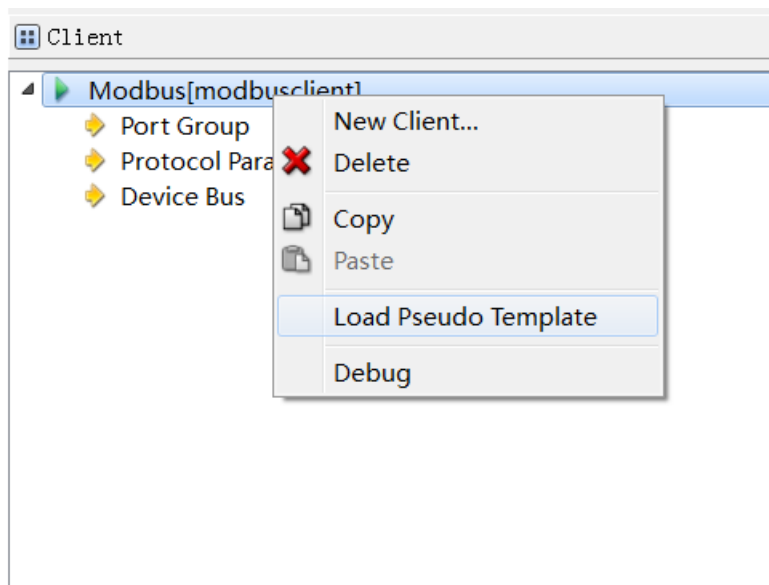 Client
Modbus[modbusclient]
Port Group
Protocol Para
Device Bus
New Client...
Delete
Copy
Paste
Load Pseudo Template
Debug